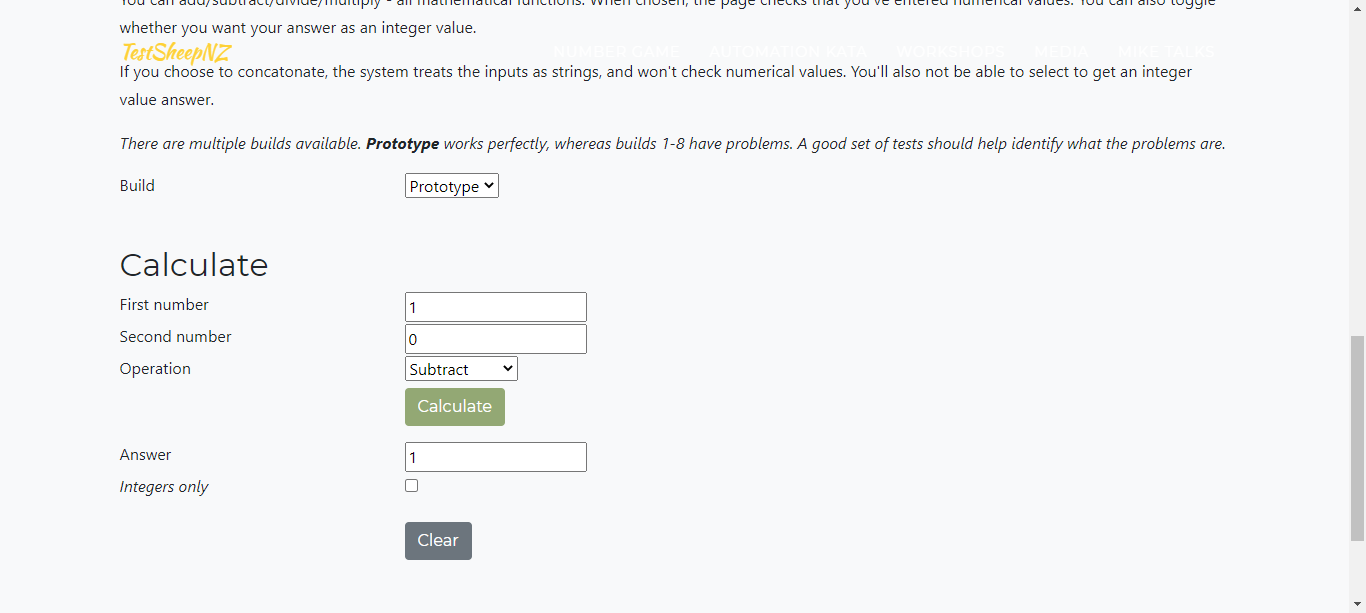 You can add/subtract/divide/multiply - all mathematical functions. When chosen, the page checks that you've entered numerical values. You can also toggle
whether you want your answer as an integer value.
TestSheepNZ NUMBER GAME AUTOMATION KATA WORKSHOPS MEDIA MIKE TALKS
If you choose to concatonate, the system treats the inputs as strings, and won't check numerical values. You'll also not be able to select to get an integer
value answer.
There are multiple builds available. Prototype works perfectly, whereas builds 1-8 have problems. A good set of tests should help identify what the problems are.
Build Prototype
Calculate
First number 1
Second number 0
Operation Subtract
Calculate
Answer 1
Integers only
Clear